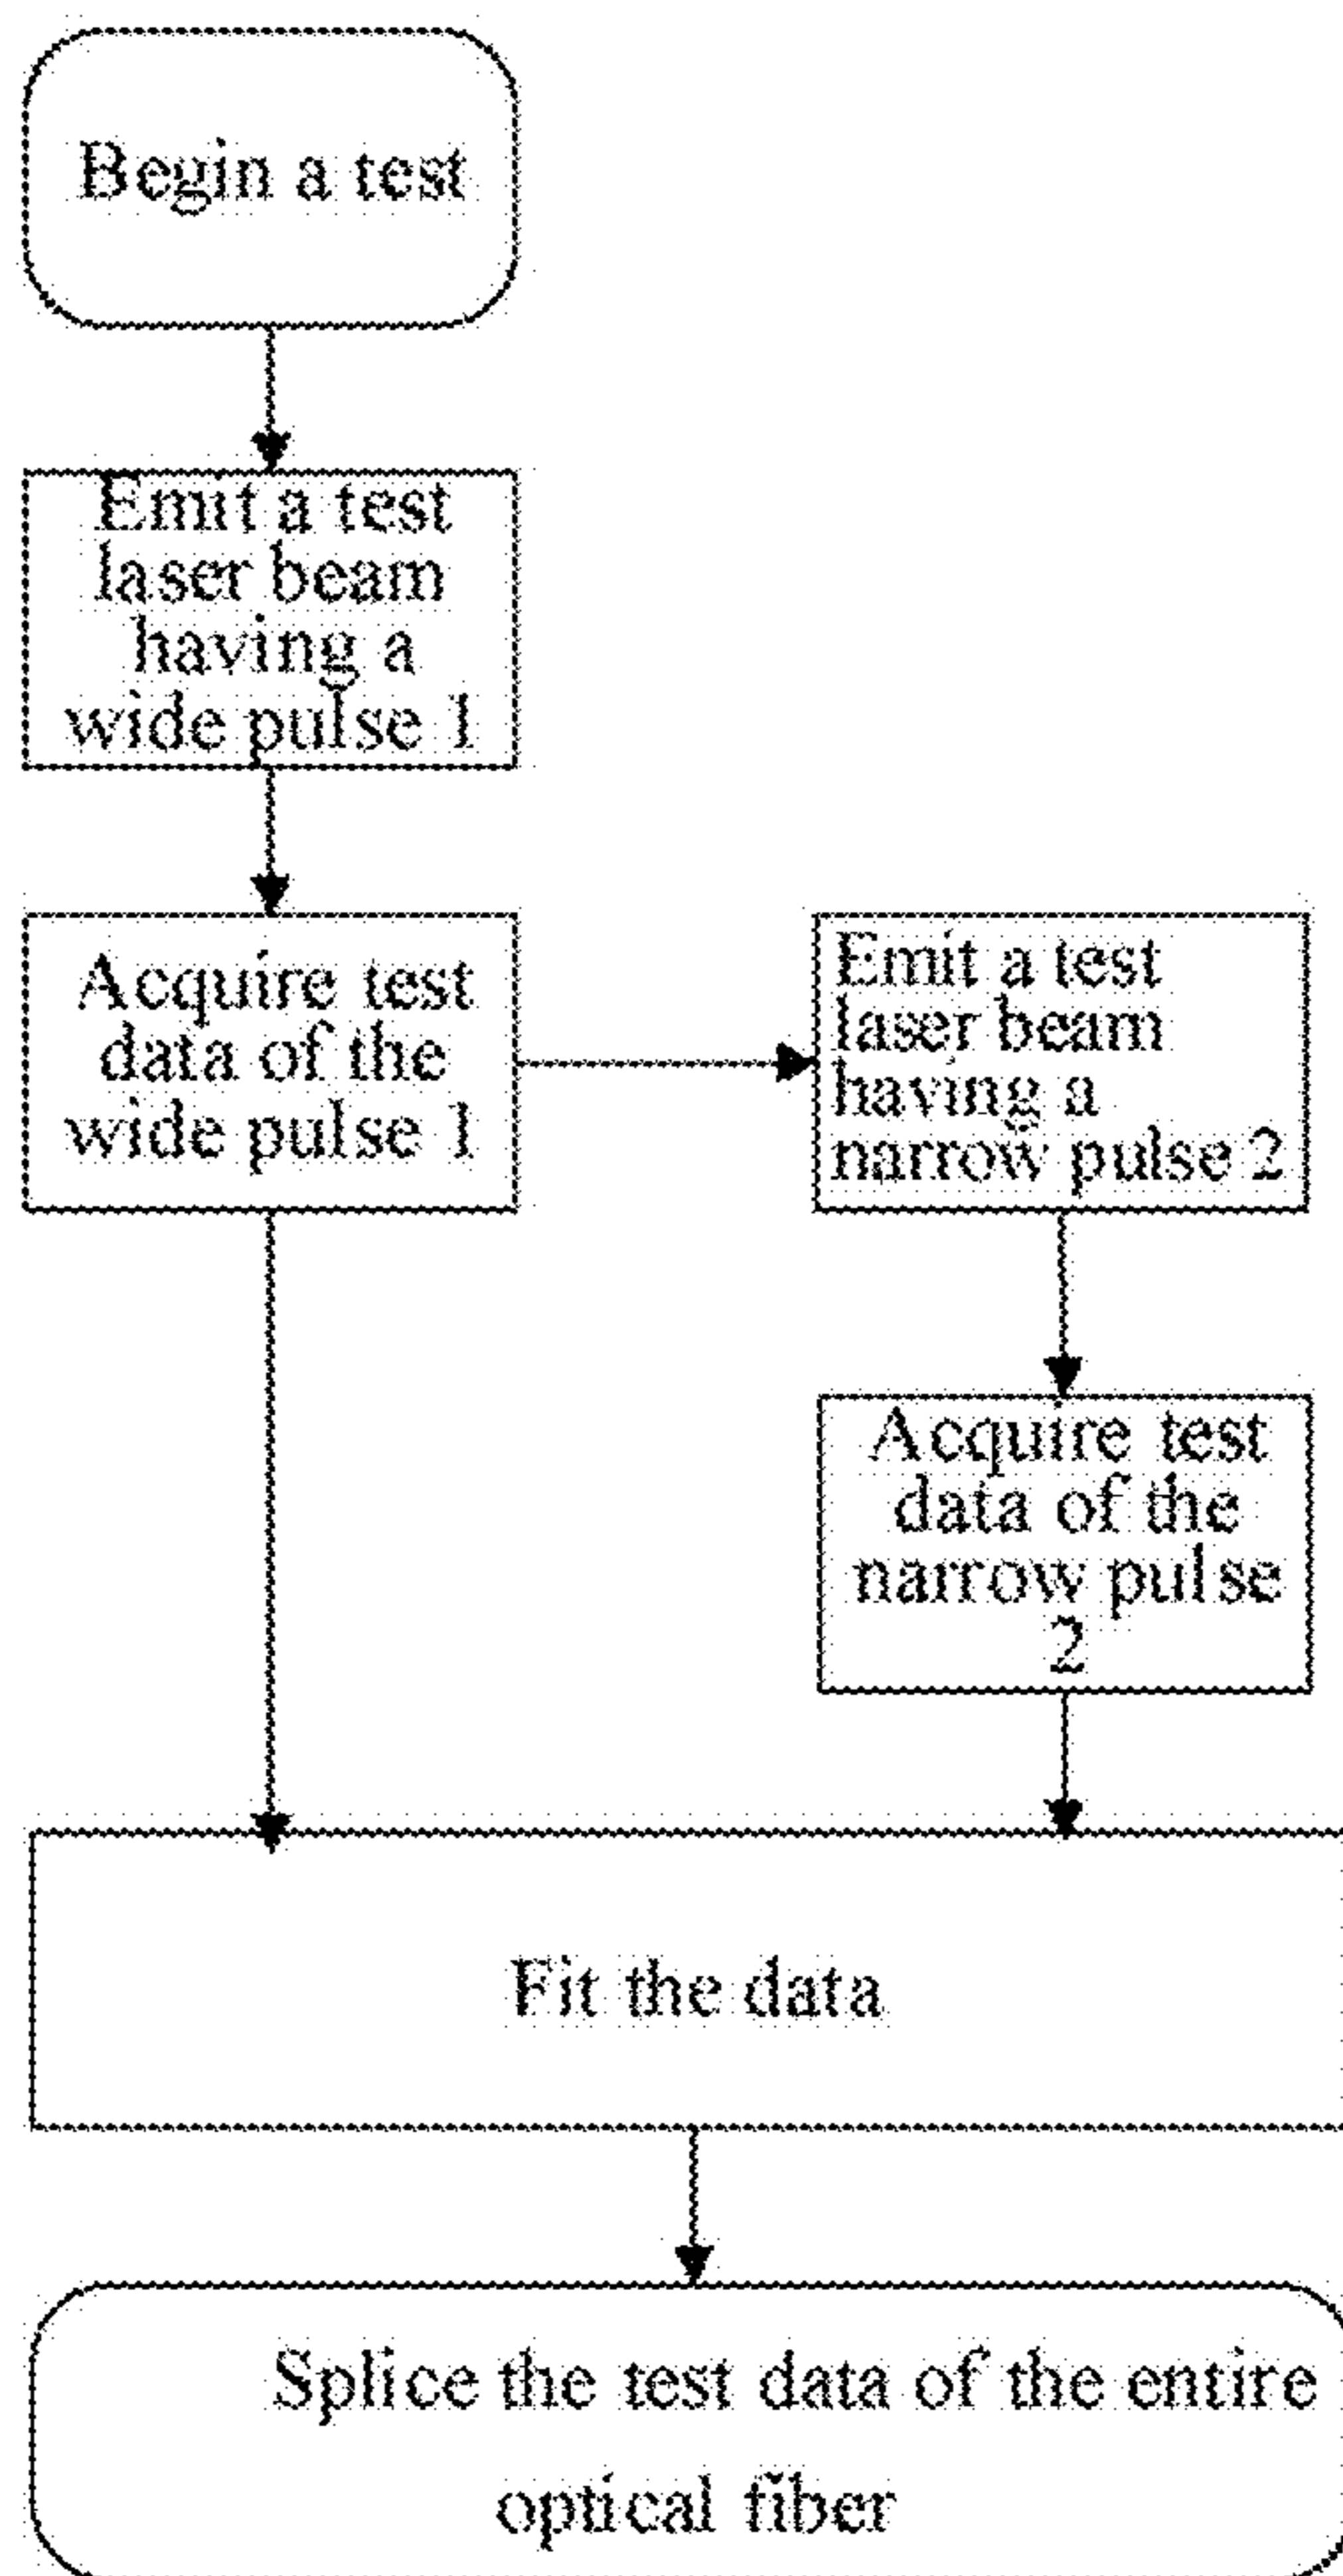 Begin a test
Emit a test
laser beam
having a
wide pulse 1
Acquire test
data of the
wide pulse 1
Emit a test
laser beam
having a
narrow pulse 2
Acquire test
data of the
narrow pulse
2
Fit the data
Splice the test data of the entire
optical fiber